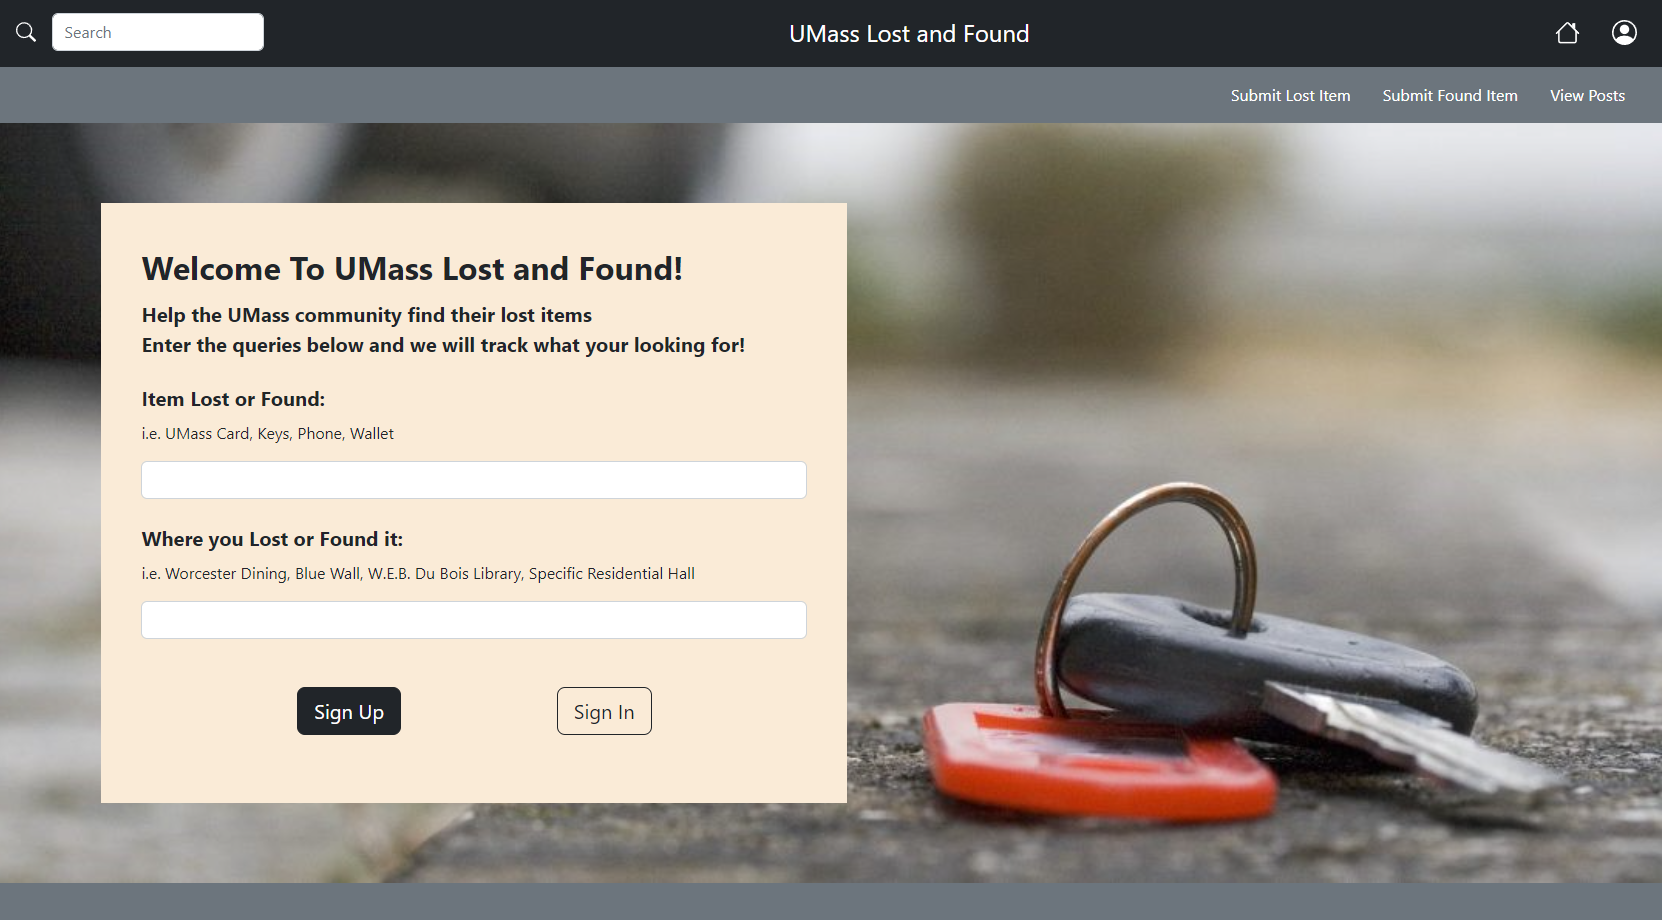 Search
UMass Lost and Found
Submit Lost Item
Submit Found Item
View Posts
Welcome To UMass Lost and Found!
Help the UMass community find their lost items
Enter the queries below and we will track what your looking for!
Item Lost or Found:
i.e. UMass Card, Keys, Phone, Wallet
Where you Lost or Found it:
i.e. Worcester Dining, Blue Wall, W.E.B. Du Bois Library, Specific Residential Hall
Sign Up
Sign In